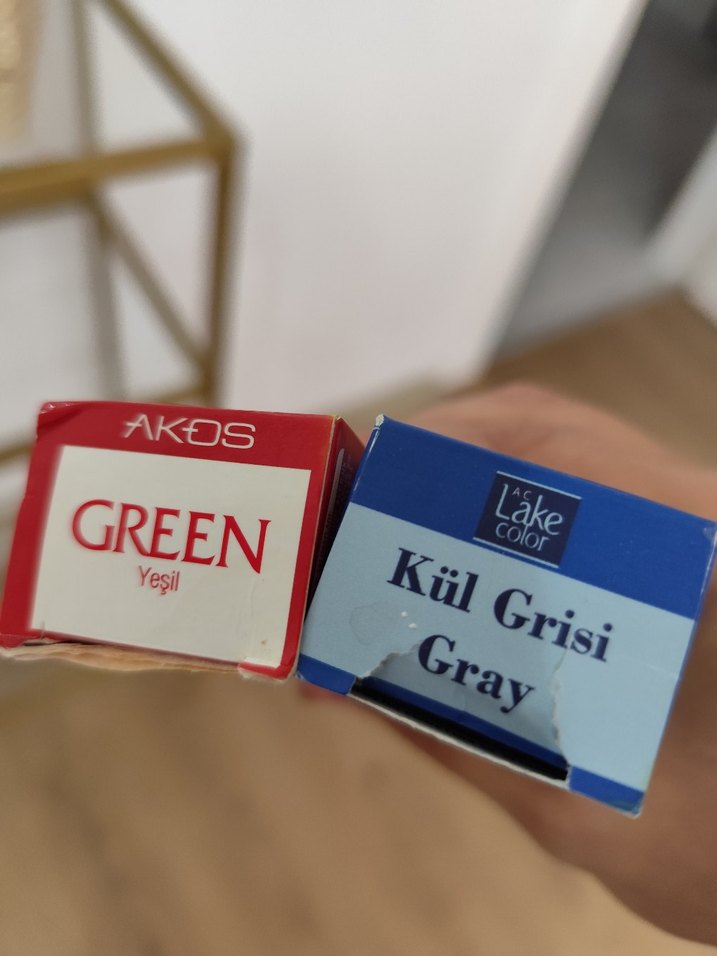 AKOS
GREEN
Yeşil
AC
Lake
color
Kül Grisi
Gray